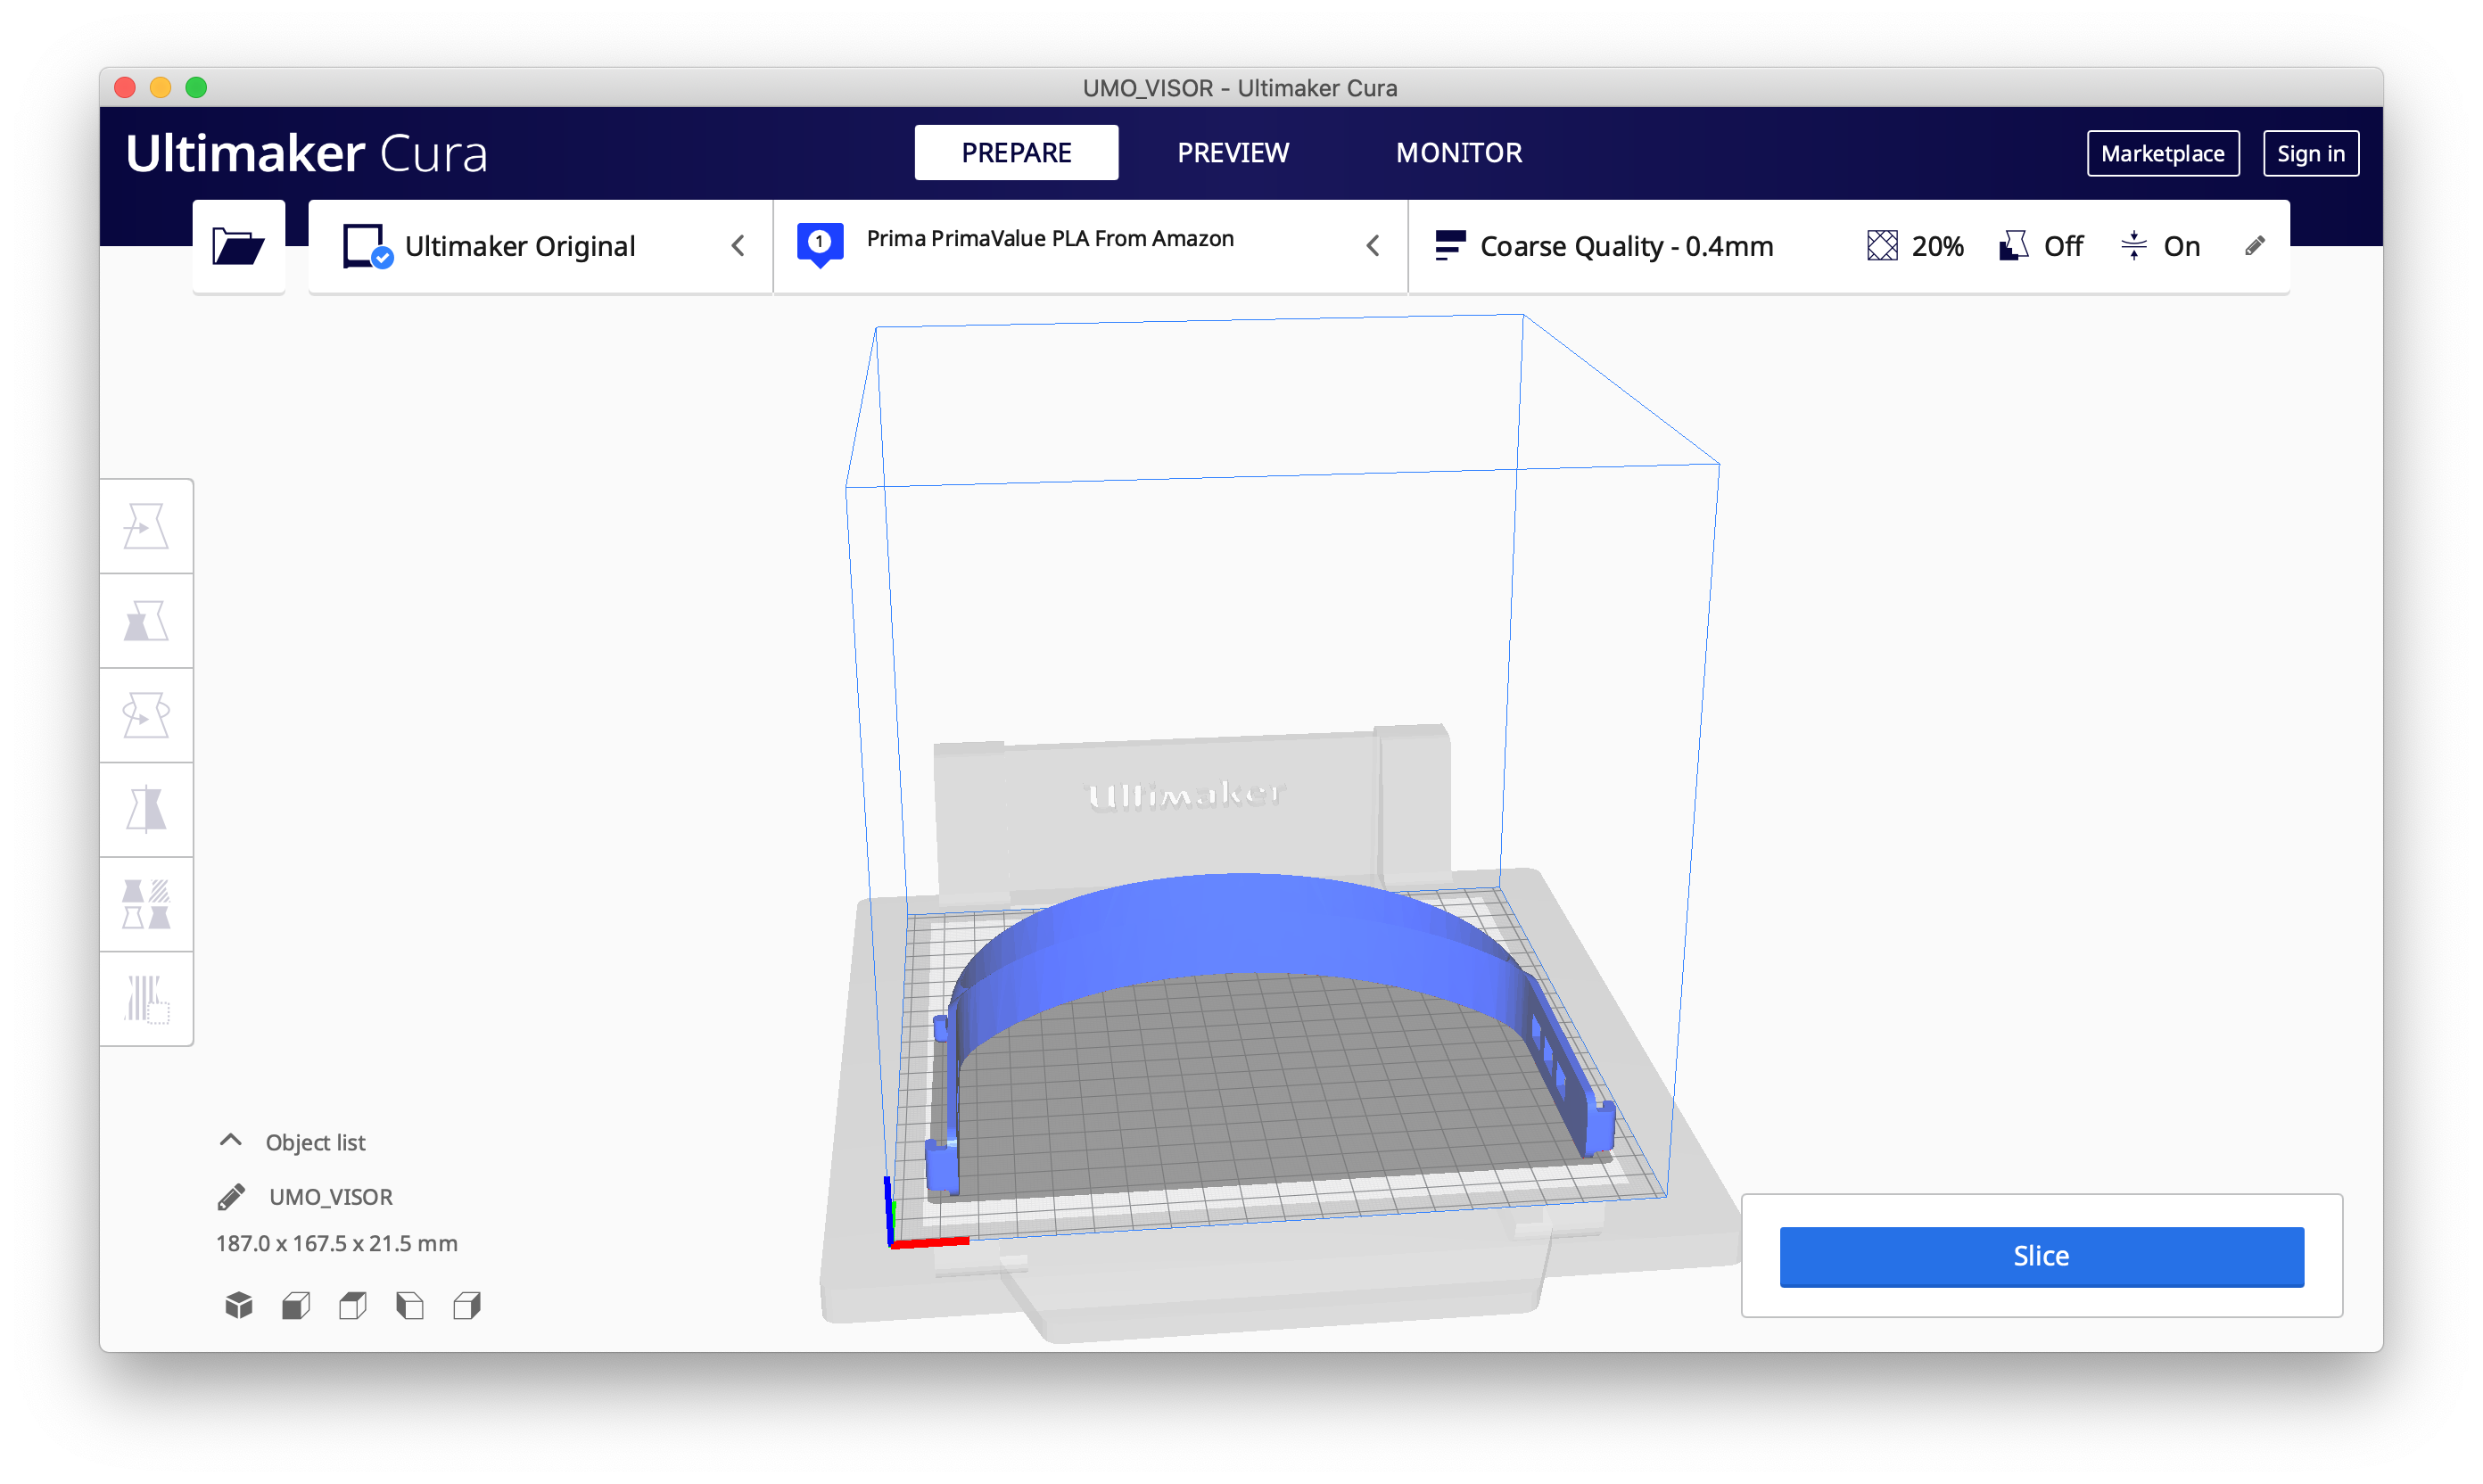 UMO_VISOR - Ultimaker Cura
Ultimaker Cura
PREPARE
PREVIEW
MONITOR
Marketplace
Sign in
Ultimaker Original
1
Prima PrimaValue PLA From Amazon
Coarse Quality - 0.4mm
20%
Off
On
Ultimaker
Object list
UMO_VISOR
187.0 x 167.5 x 21.5 mm
Slice